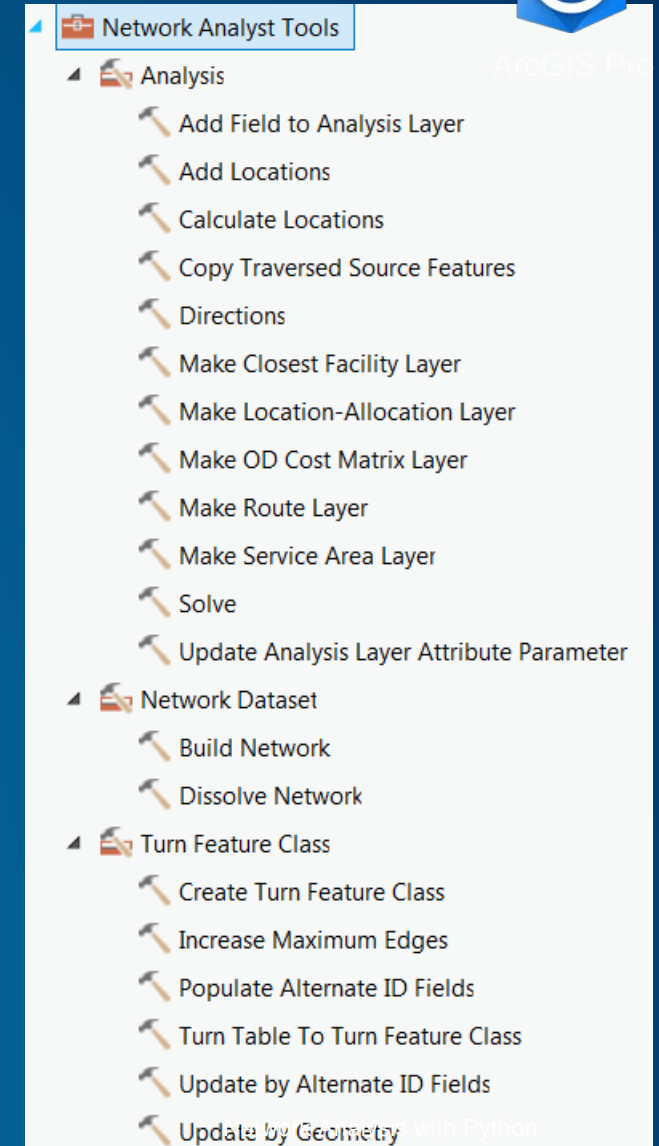 ArcGIS Pro
Network Analyst Tools
Analysis
Add Field to Analysis Layer
Add Locations
Calculate Locations
Copy Traversed Source Features
Directions
Make Closest Facility Layer
Make Location-Allocation Layer
Make OD Cost Matrix Layer
Make Route Layer
Make Service Area Layer
Solve
Update Analysis Layer Attribute Parameter
Network Dataset
Build Network
Dissolve Network
Turn Feature Class
Create Turn Feature Class
Increase Maximum Edges
Populate Alternate ID Fields
Turn Table To Turn Feature Class
Update by Alternate ID Fields
Update by Geometry
with Python